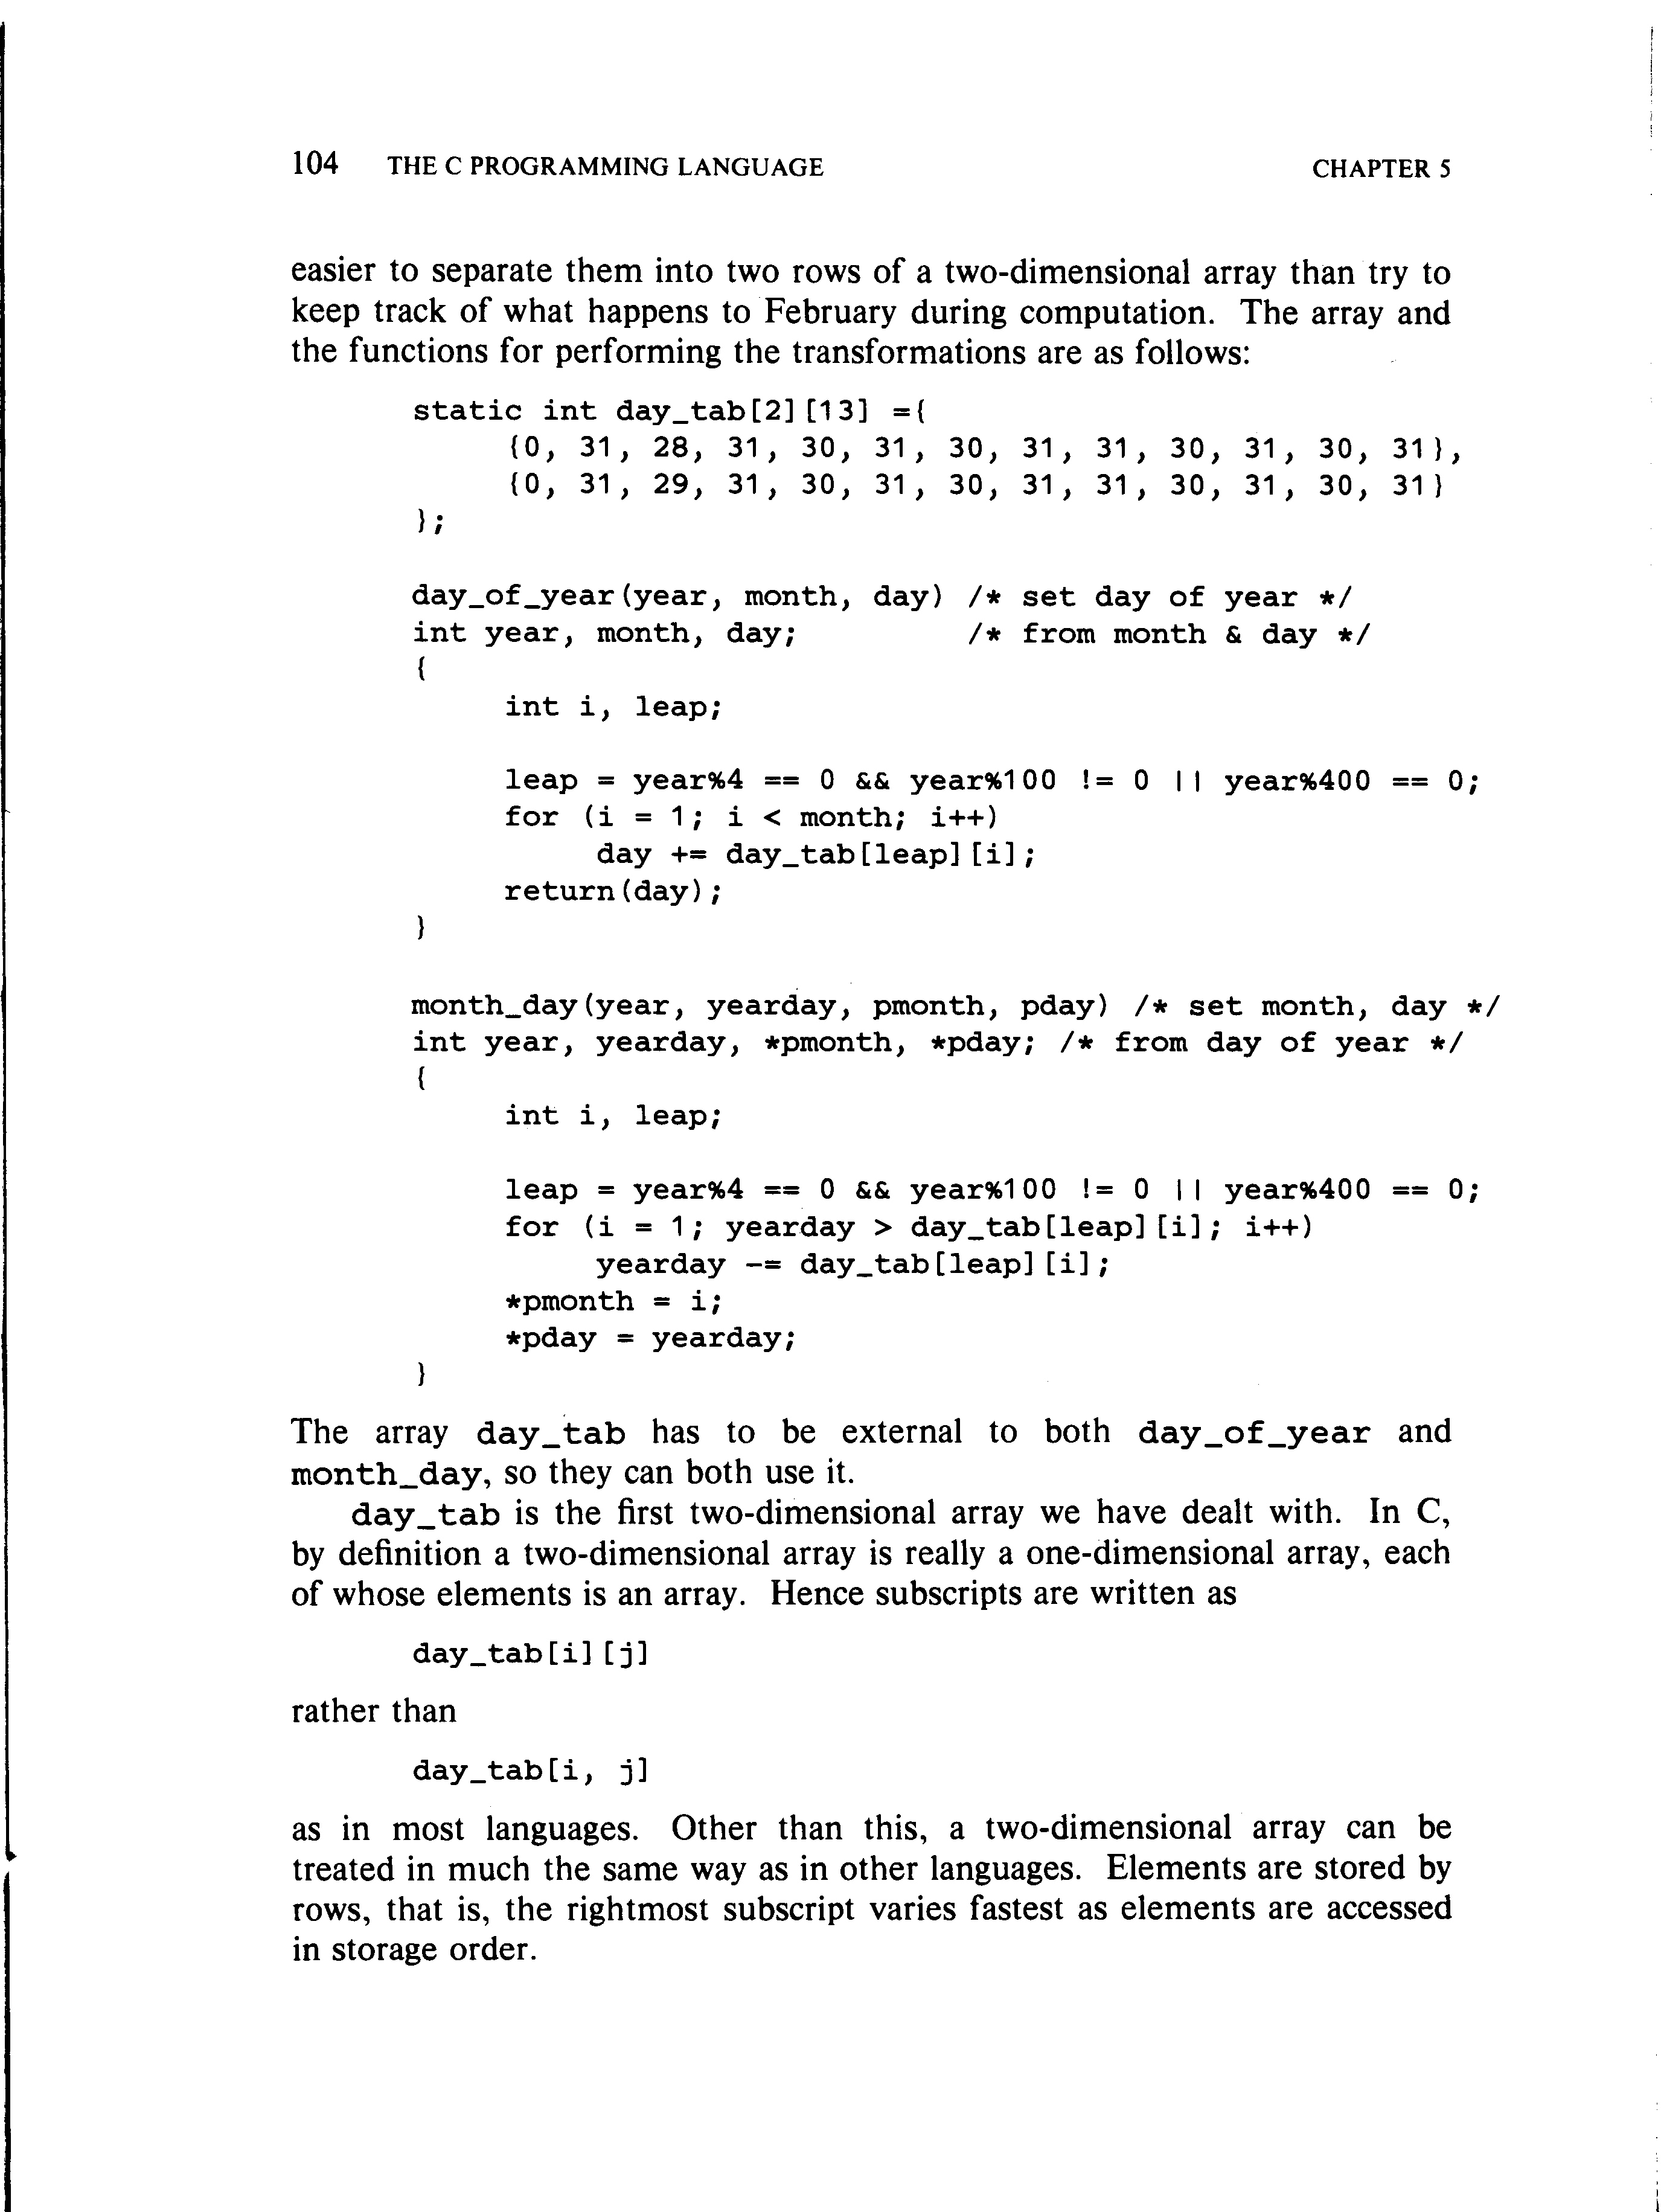 104 THE C PROGRAMMING LANGUAGE CHAPTER 5
easier to separate them into two rows of a two-dimensional array than try to
keep track of what happens to February during computation. The array and
the functions for performing the transformations are as follows:
static int day_tab[2][13] ={
{0, 31, 28, 31, 30, 31, 30, 31, 31, 30, 31, 30, 31},
{0, 31, 29, 31, 30, 31, 30, 31, 31, 30, 31, 30, 31}
};
day_of_year(year, month, day) /* set day of year */
int year, month, day; /* from month & day */
{
int i, leap;
leap = year%4 == 0 && year%100 != 0 || year%400 == 0;
for (i = 1; i < month; i++)
day += day_tab[leap][i];
return(day);
}
month_day(year, yearday, pmonth, pday) /* set month, day */
int year, yearday, *pmonth, *pday; /* from day of year */
{
int i, leap;
leap = year%4 == 0 && year%100 != 0 || year%400 == 0;
for (i = 1; yearday > day_tab[leap][i]; i++)
yearday -= day_tab[leap][i];
*pmonth = i;
*pday = yearday;
}
The array day_tab has to be external to both day_of_year and
month_day, so they can both use it.
day_tab is the first two-dimensional array we have dealt with. In C,
by definition a two-dimensional array is really a one-dimensional array, each
of whose elements is an array. Hence subscripts are written as
day_tab[i][j]
rather than
day_tab[i, j]
as in most languages. Other than this, a two-dimensional array can be
treated in much the same way as in other languages. Elements are stored by
rows, that is, the rightmost subscript varies fastest as elements are accessed
in storage order.